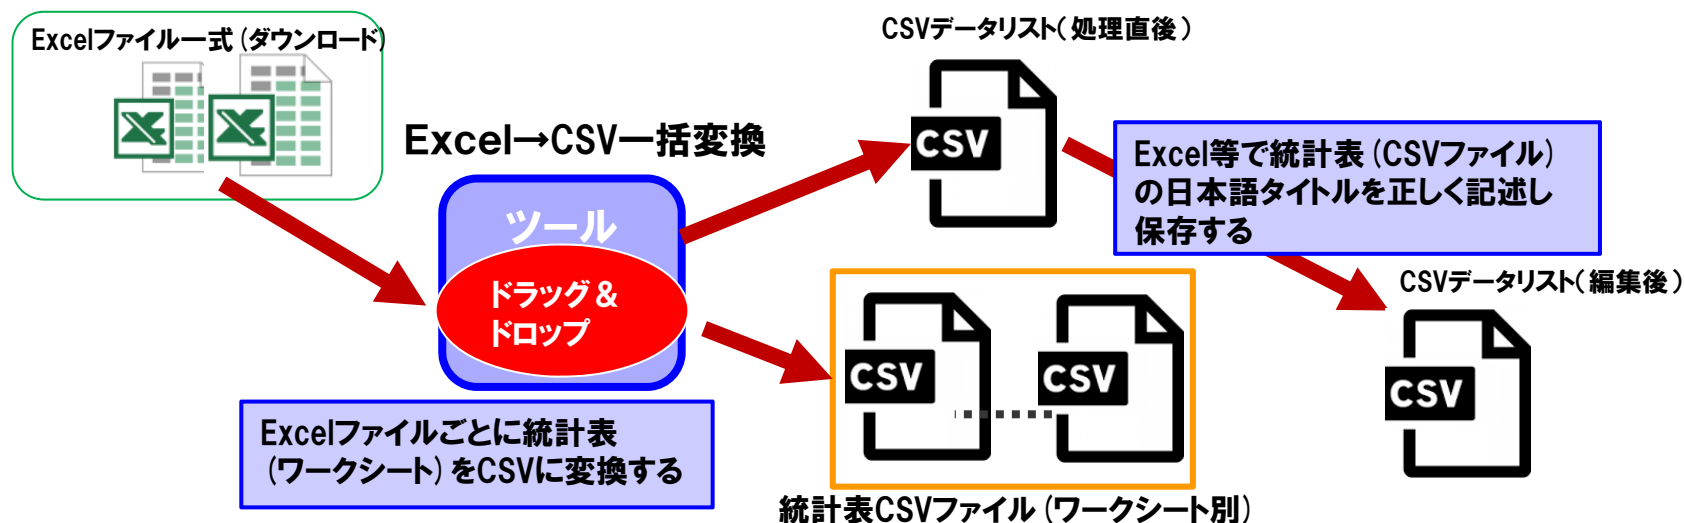 Excelファイル一式(ダウンロード)
Excel→CSV一括変換
ツール
ドラッグ&
ドロップ
Excelファイルごとに統計表
(ワークシート)をCSVに変換する
CSVデータリスト(処理直後)
CSV
Excel等で統計表(CSVファイル)
の日本語タイトルを正しく記述し
保存する
CSV
CSV
統計表CSVファイル(ワークシート別)
CSVデータリスト(編集後)
CSV